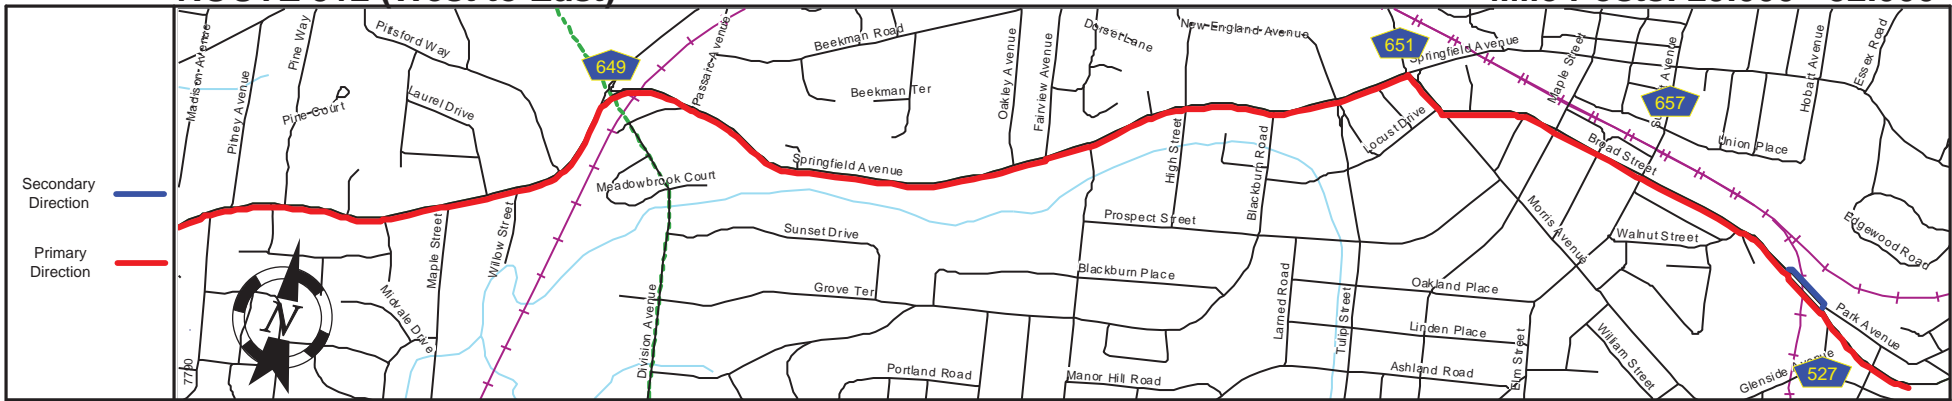 Secondary
Direction
Primary
Direction
Madison Avenue
Pitney Avenue
Pine Way
Pine Court
Pittsford Way
Laurel Drive
649
Passaic Avenue
Beekman Road
Beekman Ter
Oakley Avenue
Fairview Avenue
Dorset Lane
New England Avenue
651
Springfield Avenue
Maple Street
657
Hobart Avenue
Essex Road
Union Place
Broad Street
Locust Drive
High Street
Blackburn Road
Springfield Avenue
Meadowbrook Court
Maple Street
Willow Street
Midvale Drive
N
7790
Division Avenue
Sunset Drive
Grove Ter
Portland Road
Prospect Street
Blackburn Place
Manor Hill Road
Larned Road
Tulip Street
Oakland Place
Linden Place
Ashland Road
Elm Street
Morris Avenue
Walnut Street
William Street
Edgewood Road
Park Avenue
Glenside Avenue
527